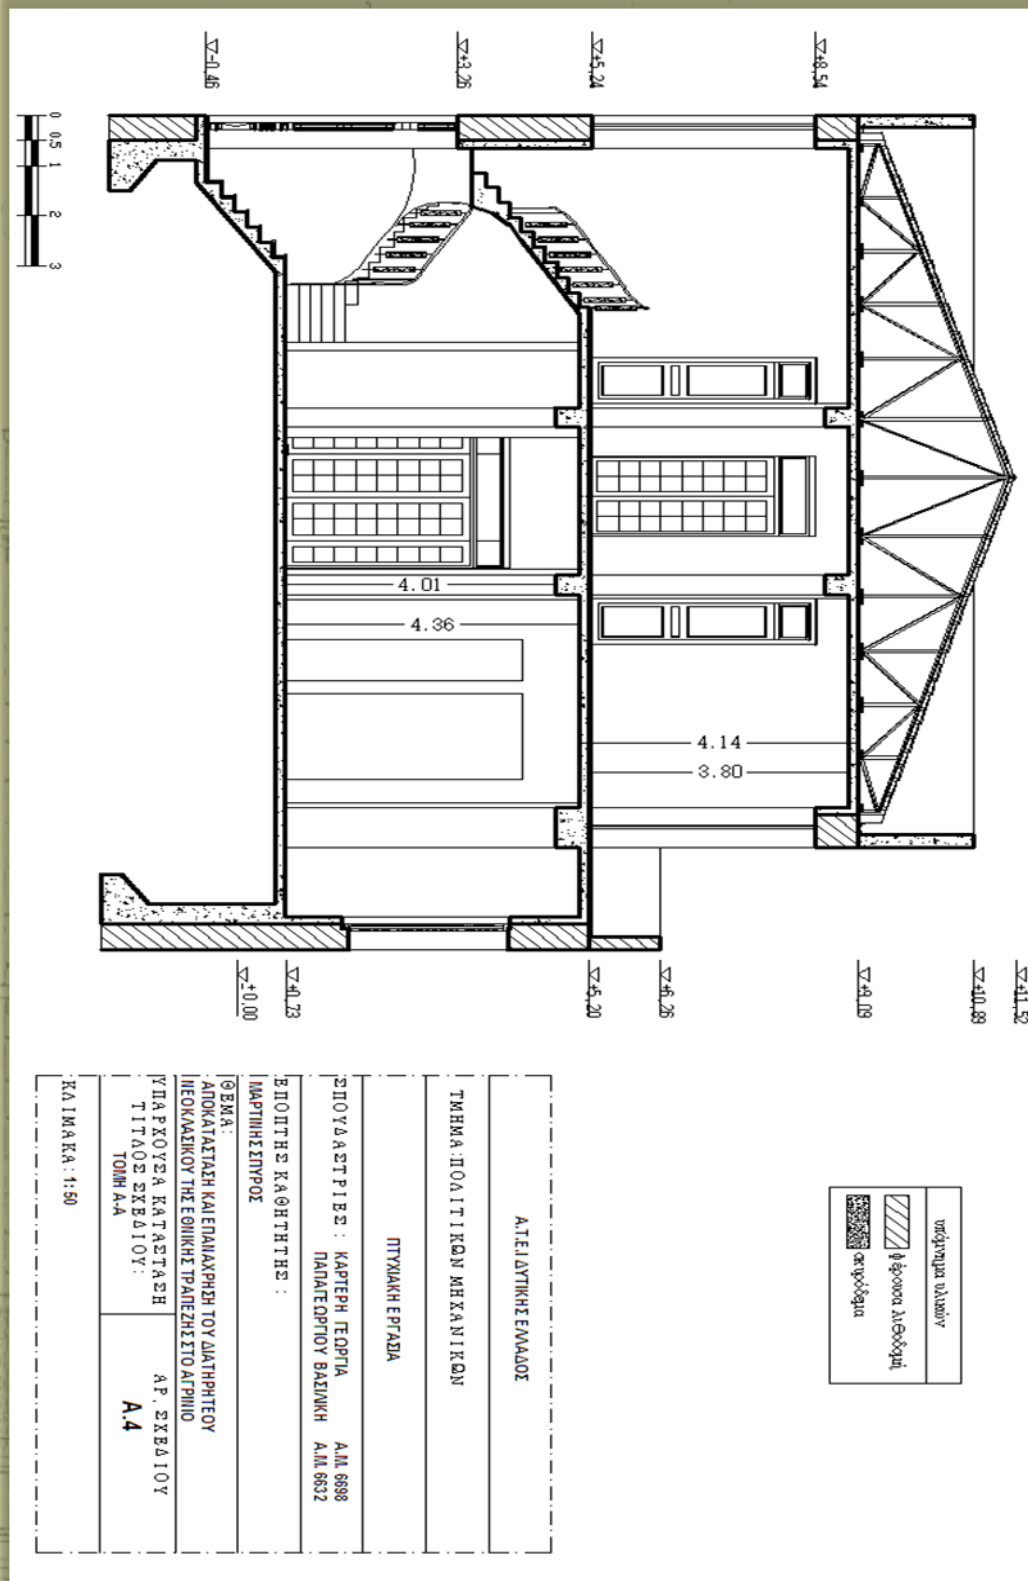 -0,46
+3,26
+5,24
+8,54
0 0.5 1 2 3
4.01
4.36
4.14
3.80
±0.00
+0,73
+5,20
+6,26
+9,09
+10,89
+11,52
υπόμνημα υλικών
φέρουσα λιθοδομή
σκυρόδεμα
Α.Τ.Ε.Ι ΔΥΤΙΚΗΣ ΕΛΛΑΔΟΣ
ΤΜΗΜΑ:ΠΟΛΙΤΙΚΩΝ ΜΗΧΑΝΙΚΩΝ
ΠΤΥΧΙΑΚΗ ΕΡΓΑΣΙΑ
ΣΠΟΥΔΑΣΤΡΙΕΣ : ΚΑΡΤΕΡΗ ΓΕΩΡΓΙΑ Α.Μ. 6698
ΠΑΠΑΓΕΩΡΓΙΟΥ ΒΑΣΙΛΙΚΗ Α.Μ. 6632
ΕΠΟΠΤΗΣ ΚΑΘΗΤΗΤΗΣ :
ΜΑΡΤΙΝΗΣ ΣΠΥΡΟΣ
ΘΕΜΑ:
ΑΠΟΚΑΤΑΣΤΑΣΗ ΚΑΙ ΕΠΑΝΑΧΡΗΣΗ ΤΟΥ ΔΙΑΤΗΡΗΤΕΟΥ
ΝΕΟΚΛΑΣΙΚΟΥ ΤΗΣ ΕΘΝΙΚΗΣ ΤΡΑΠΕΖΗΣ ΣΤΟ ΑΓΡΙΝΙΟ
ΥΠΑΡΧΟΥΣΑ ΚΑΤΑΣΤΑΣΗ
ΤΙΤΛΟΣ ΣΧΕΔΙΟΥ:
ΤΟΜΗ Α-Α
ΑΡ. ΣΧΕΔΙΟΥ
Α.4
ΚΛΙΜΑΚΑ : 1:50